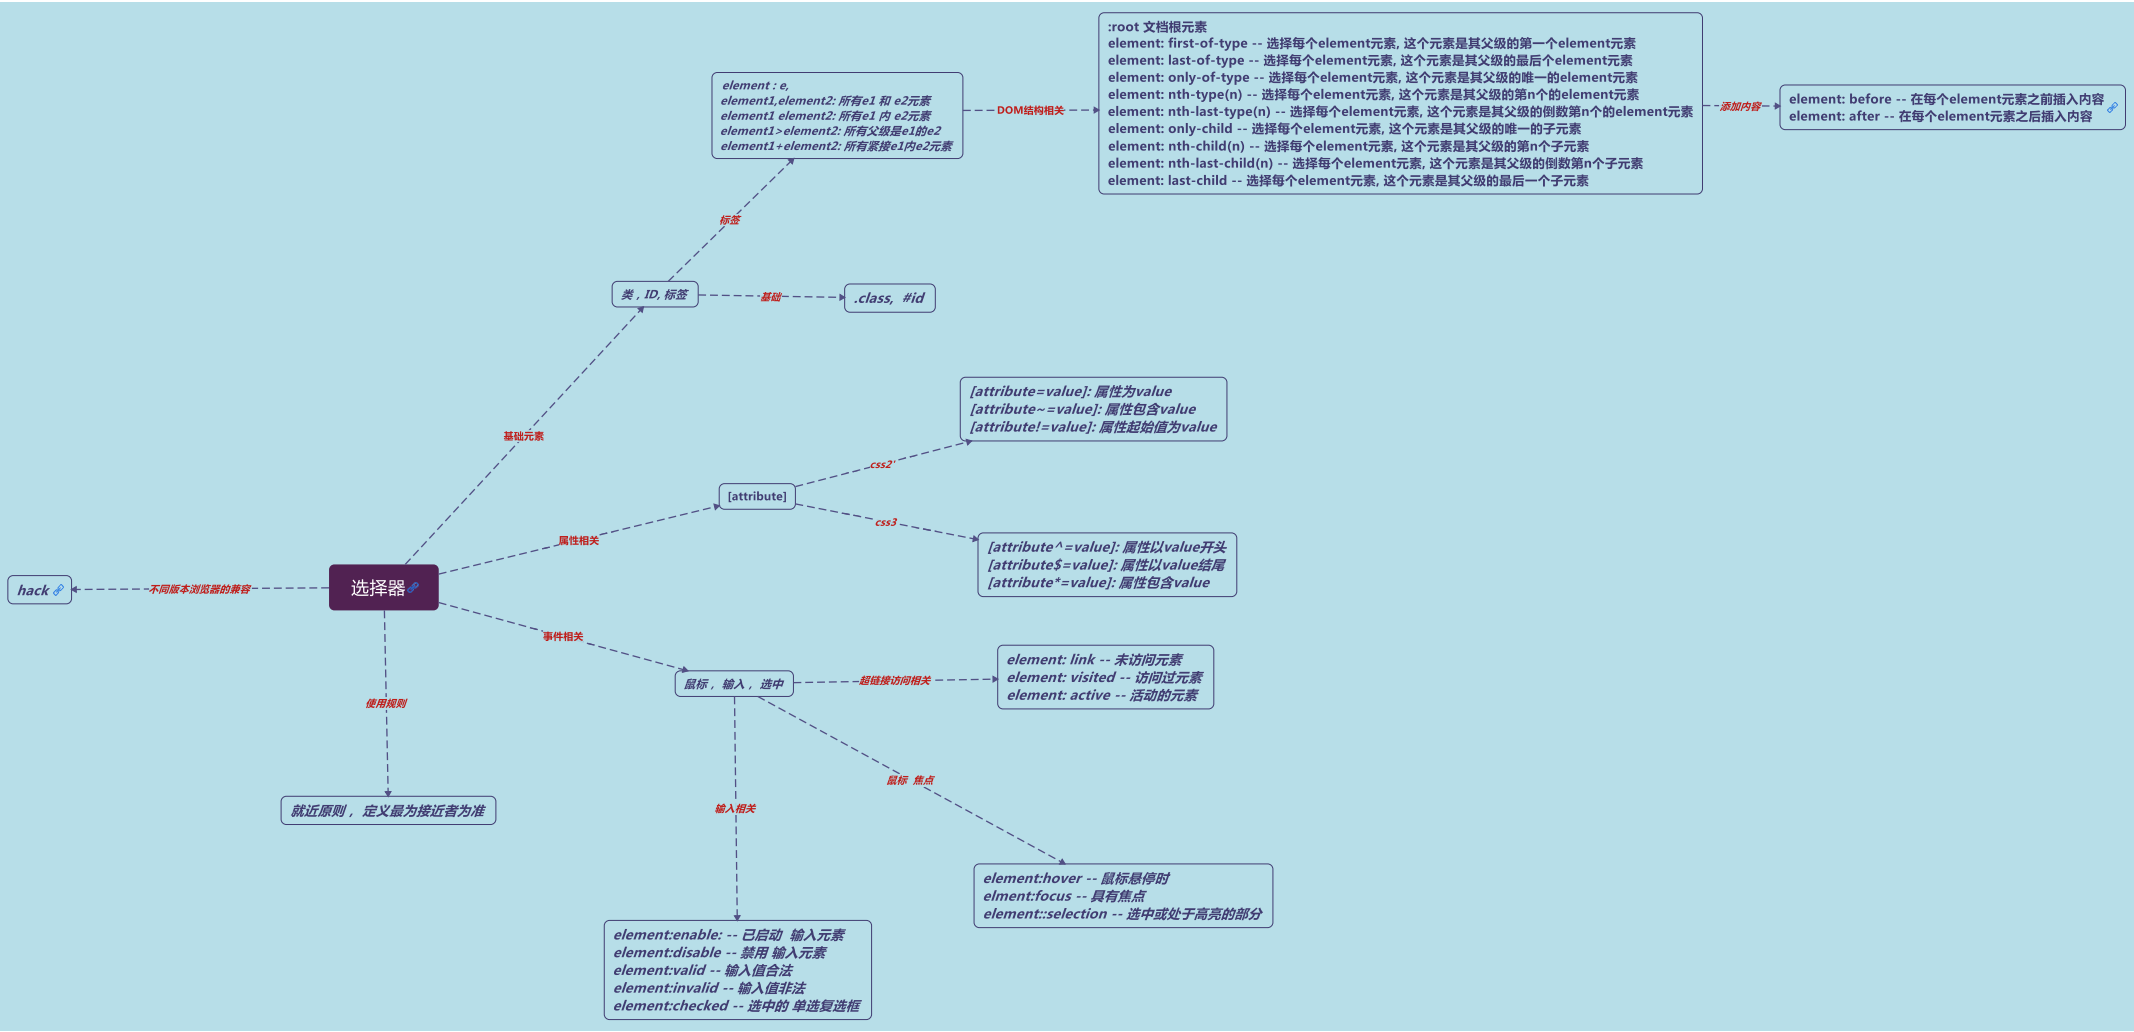 :root 文档根元素
element: first-of-type -- 选择每个element元素, 这个元素是其父级的第一个element元素
element: last-of-type -- 选择每个element元素, 这个元素是其父级的最后个element元素
element: only-of-type -- 选择每个element元素, 这个元素是其父级的唯一的element元素
element: nth-type(n) -- 选择每个element元素, 这个元素是其父级的第n个的element元素
element: nth-last-type(n) -- 选择每个element元素, 这个元素是其父级的倒数第n个的element元素
element: only-child -- 选择每个element元素, 这个元素是其父级的唯一的子元素
element: nth-child(n) -- 选择每个element元素, 这个元素是其父级的第n个子元素
element: nth-last-child(n) -- 选择每个element元素, 这个元素是其父级的倒数第n个子元素
element: last-child -- 选择每个element元素, 这个元素是其父级的最后一个子元素
element : e,
element1,element2: 所有e1 和 e2元素
element1 element2: 所有e1 内 e2元素
element1>element2: 所有父级是e1的e2
element1+element2: 所有紧接e1内e2元素
DOM结构相关
添加内容
element: before -- 在每个element元素之前插入内容
element: after -- 在每个element元素之后插入内容
标签
类 , ID, 标签
基础
.class, #id
基础元素
[attribute=value]: 属性为value
[attribute~=value]: 属性包含value
[attribute!=value]: 属性起始值为value
css2'
[attribute]
css3
属性相关
[attribute^=value]: 属性以value开头
[attribute$=value]: 属性以value结尾
[attribute*=value]: 属性包含value
hack
不同版本浏览器的兼容
选择器
事件相关
鼠标 , 输入 , 选中
超链接访问相关
element: link -- 未访问元素
element: visited -- 访问过元素
element: active -- 活动的元素
使用规则
鼠标 焦点
输入相关
就近原则 , 定义最为接近者为准
element:hover -- 鼠标悬停时
elment:focus -- 具有焦点
element::selection -- 选中或处于高亮的部分
element:enable: -- 已启动 输入元素
element:disable -- 禁用 输入元素
element:valid -- 输入值合法
element:invalid -- 输入值非法
element:checked -- 选中的 单选复选框